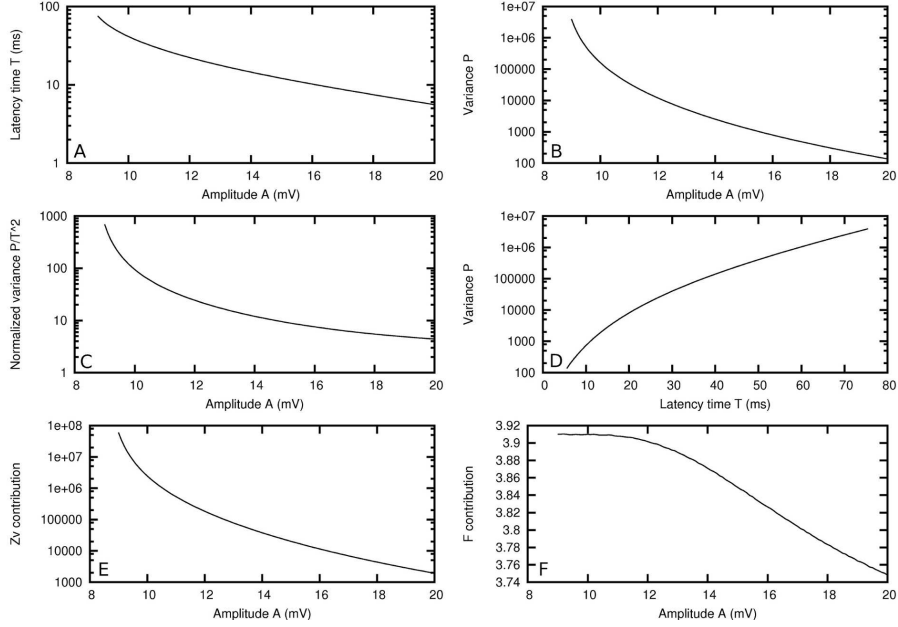 100
10
1
Latency time T (ms)
A
8 10 12 14 16 18 20
Amplitude A (mV)
1e+07
1e+06
100000
10000
1000
100
Variance P
B
8 10 12 14 16 18 20
Amplitude A (mV)
1000
100
10
1
Normalized variance P/T^2
C
8 10 12 14 16 18 20
Amplitude A (mV)
1e+07
1e+06
100000
10000
1000
100
Variance P
D
0 10 20 30 40 50 60 70 80
Latency time T (ms)
1e+08
1e+07
1e+06
100000
10000
1000
Zv contribution
E
8 10 12 14 16 18 20
Amplitude A (mV)
3.92
3.9
3.88
3.86
3.84
3.82
3.8
3.78
3.76
3.74
F contribution
F
8 10 12 14 16 18 20
Amplitude A (mV)